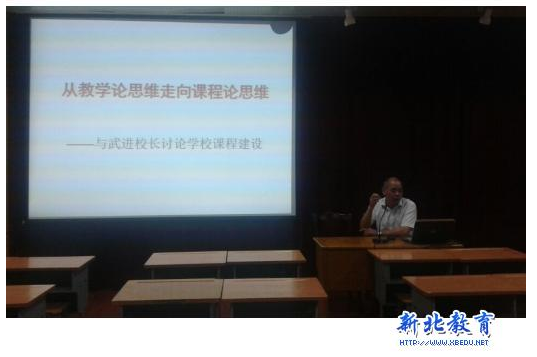 从教学论思维走向课程论思维
——与武进校长讨论学校课程建设
新北教育
HTTP://WWW.XBEDU.NET